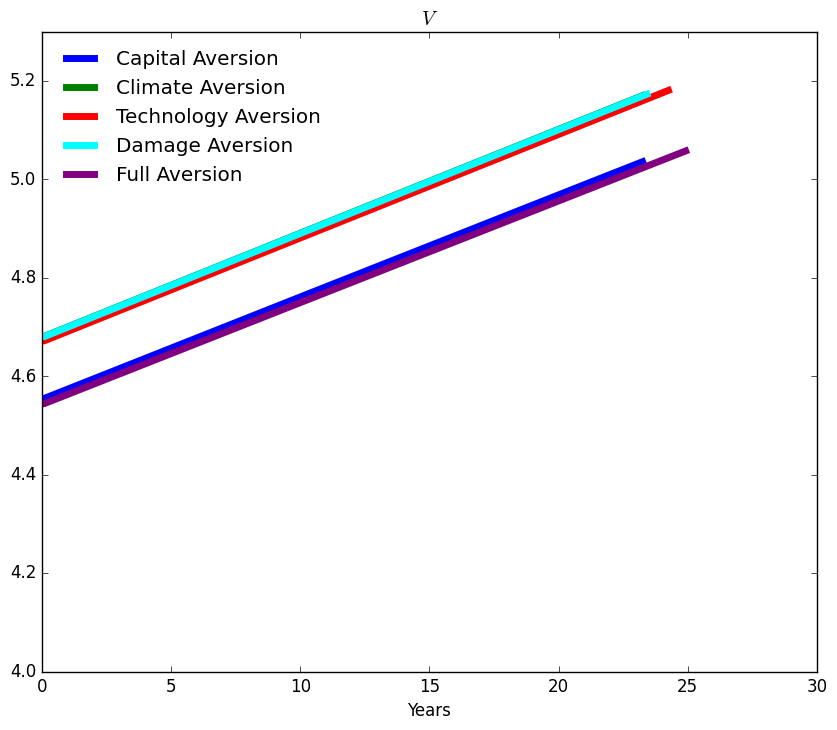 V
5.2
5.0
4.8
4.6
4.4
4.2
4.0
Capital Aversion
Climate Aversion
Technology Aversion
Damage Aversion
Full Aversion
0 5 10 15 20 25 30
Years